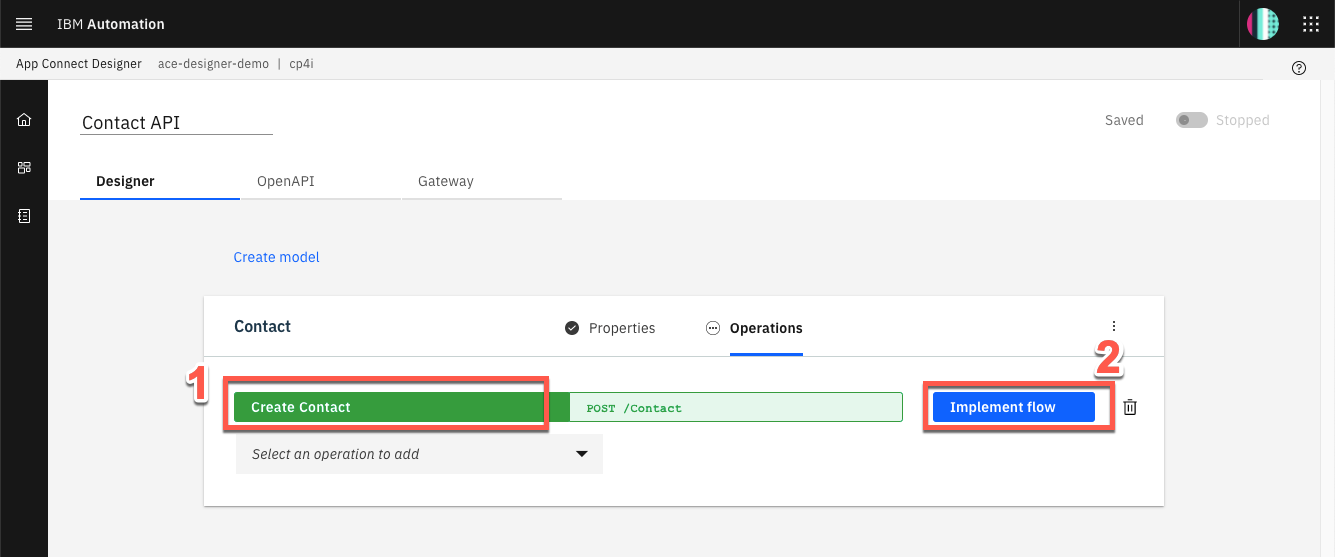 IBM Automation
App Connect Designer ace-designer-demo | cp4i
Contact API
Saved
Stopped
Designer
OpenAPI
Gateway
Create model
Contact
Properties
Operations
1
2
Create Contact
POST /Contact
Implement flow
Select an operation to add